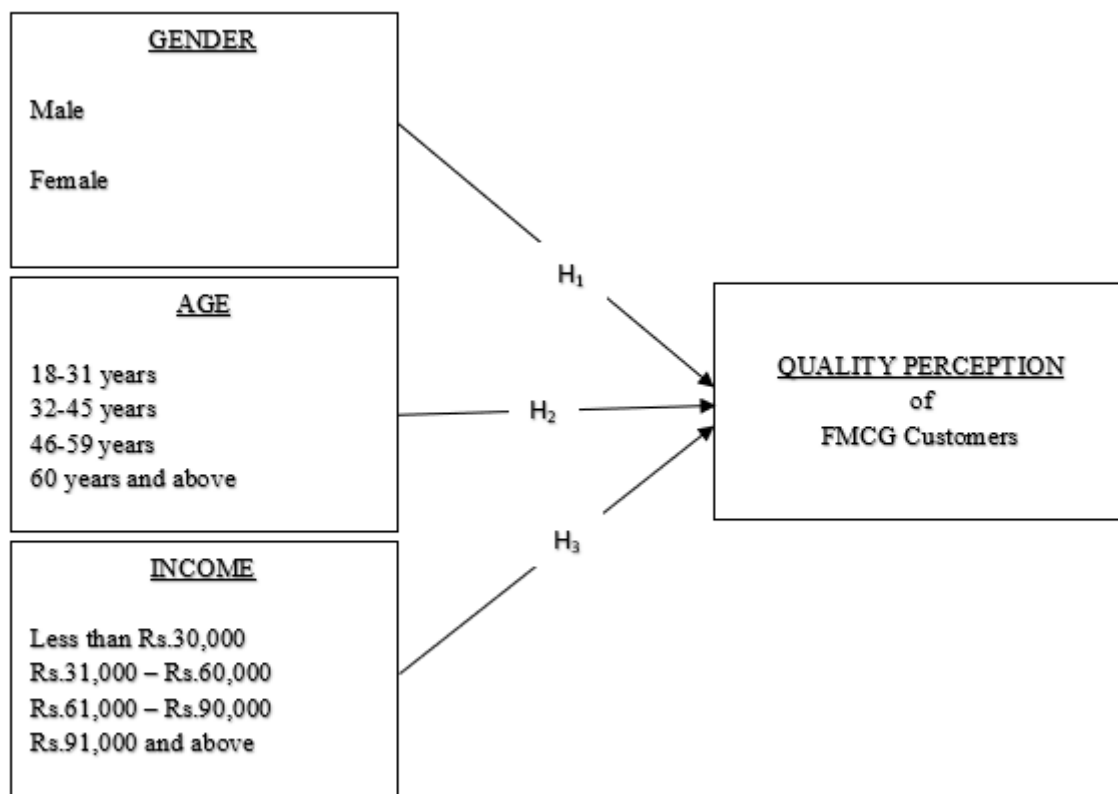 GENDER
Male
Female
H₁
AGE
18-31 years
32-45 years
46-59 years
60 years and above
H₂
QUALITY PERCEPTION
of
FMCG Customers
H₃
INCOME
Less than Rs.30,000
Rs.31,000 – Rs.60,000
Rs.61,000 – Rs.90,000
Rs.91,000 and above